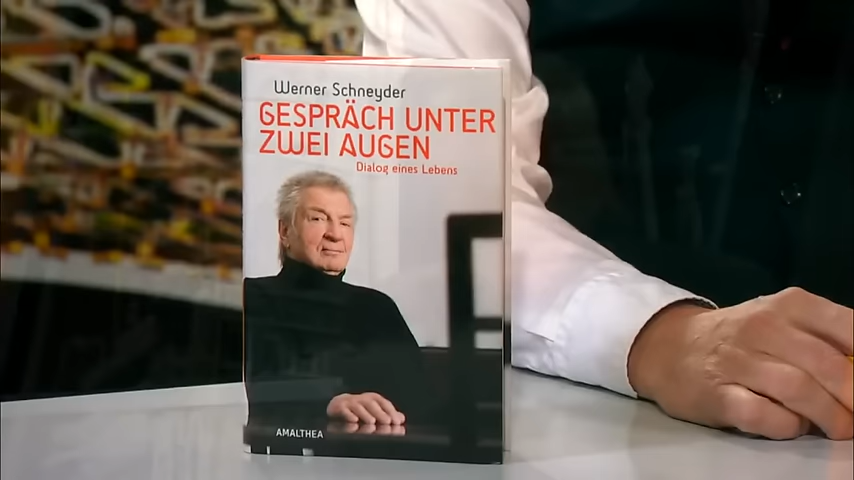 Werner Schneyder
GESPRÄCH UNTER
ZWEI AUGEN
Dialog eines Lebens
AMALTHEA